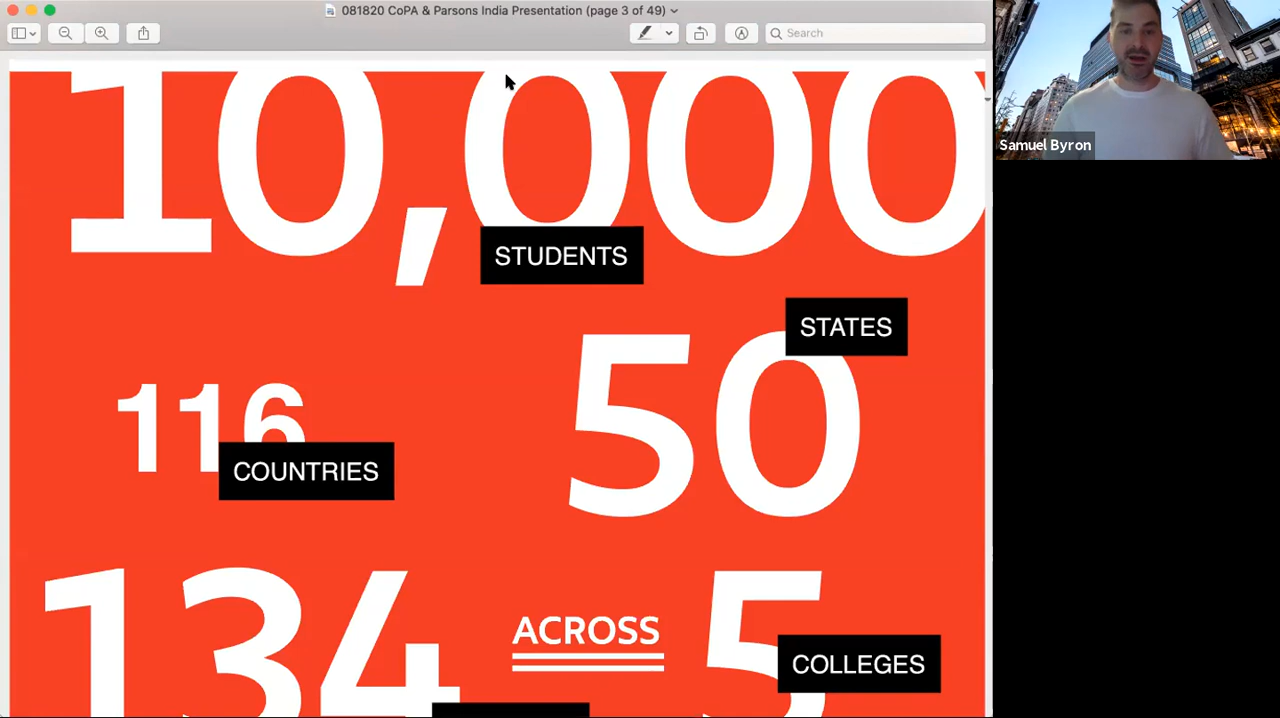 081820 CoPA & Parsons India Presentation (page 3 of 49)
Search
Samuel Byron
10,000
STUDENTS
STATES
50
116
COUNTRIES
134
ACROSS
5
COLLEGES